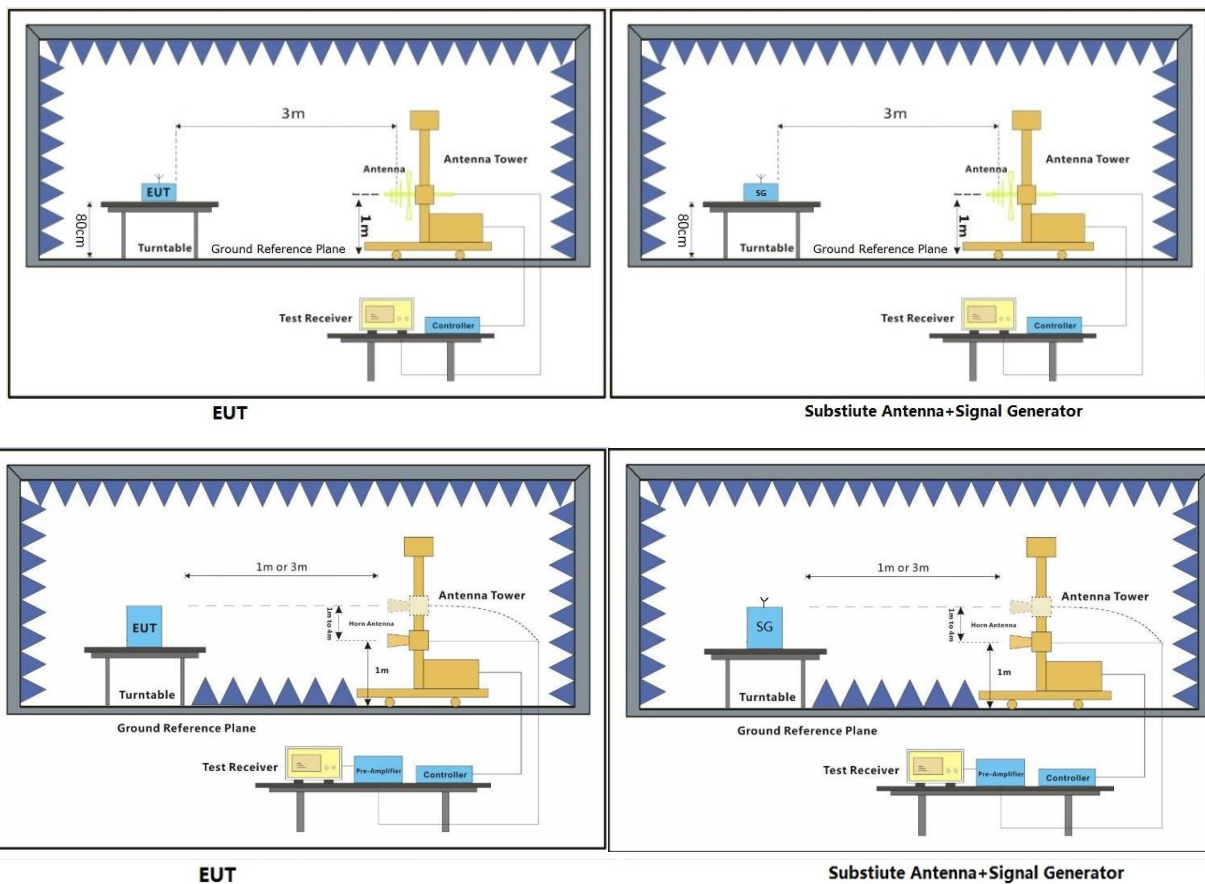 3m
Antenna
Antenna Tower
EUT
80cm
1m
Turntable
Ground Reference Plane
Test Receiver
Controller
EUT
3m
Antenna
Antenna Tower
SG
80cm
1m
Turntable
Ground Reference Plane
Test Receiver
Controller
Substiute Antenna+Signal Generator
1m or 3m
Antenna Tower
1m to 4m
Horn Antenna
EUT
1m
Turntable
Ground Reference Plane
Test Receiver
Pre-Amplifier
Controller
EUT
1m or 3m
Antenna Tower
1m to 4m
Horn Antenna
SG
1m
Turntable
Ground Reference Plane
Test Receiver
Pre-Amplifier
Controller
Substiute Antenna+Signal Generator